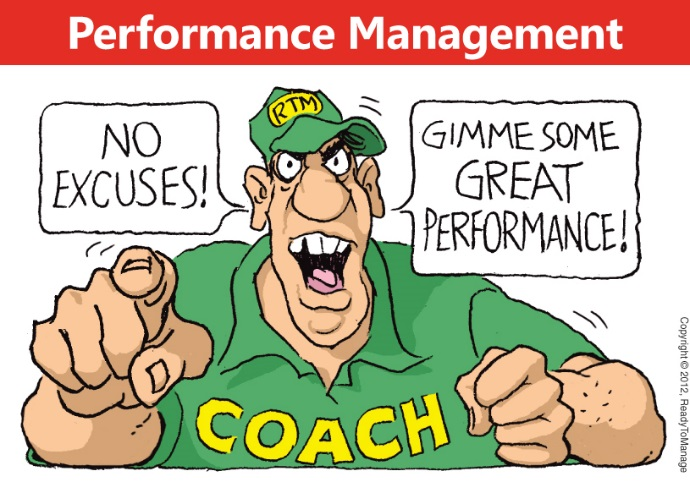 Performance Management
RTM
NO
EXCUSES!
GIMME SOME
GREAT
PERFORMANCE!
COACH
Copyright © 2012, ReadyToManage